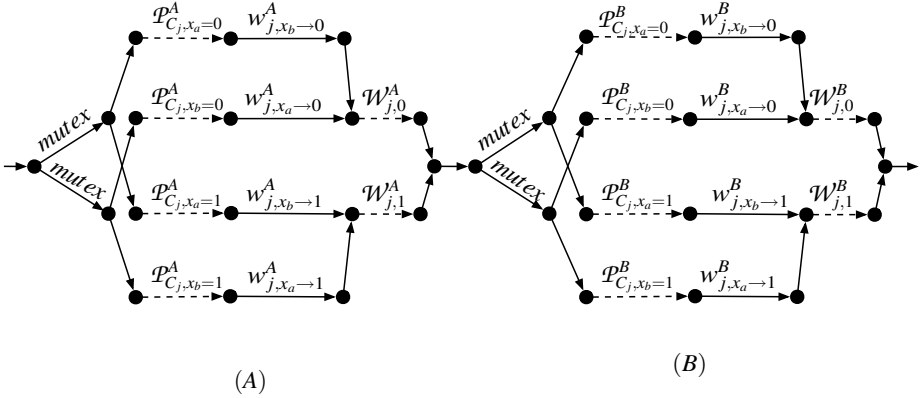 𝒫^A_{C_j,x_a=0} w^A_{j,x_b→0} 𝒫^B_{C_j,x_a=0} w^B_{j,x_b→0}
mutex 𝒫^A_{C_j,x_b=0} w^A_{j,x_a→0} 𝒲^A_{j,0} mutex 𝒫^B_{C_j,x_b=0} w^B_{j,x_a→0} 𝒲^B_{j,0}
mutex 𝒫^A_{C_j,x_a=1} w^A_{j,x_b→1} 𝒲^A_{j,1} mutex 𝒫^B_{C_j,x_a=1} w^B_{j,x_b→1} 𝒲^B_{j,1}
𝒫^A_{C_j,x_b=1} w^A_{j,x_a→1} 𝒫^B_{C_j,x_b=1} w^B_{j,x_a→1}
(A) (B)